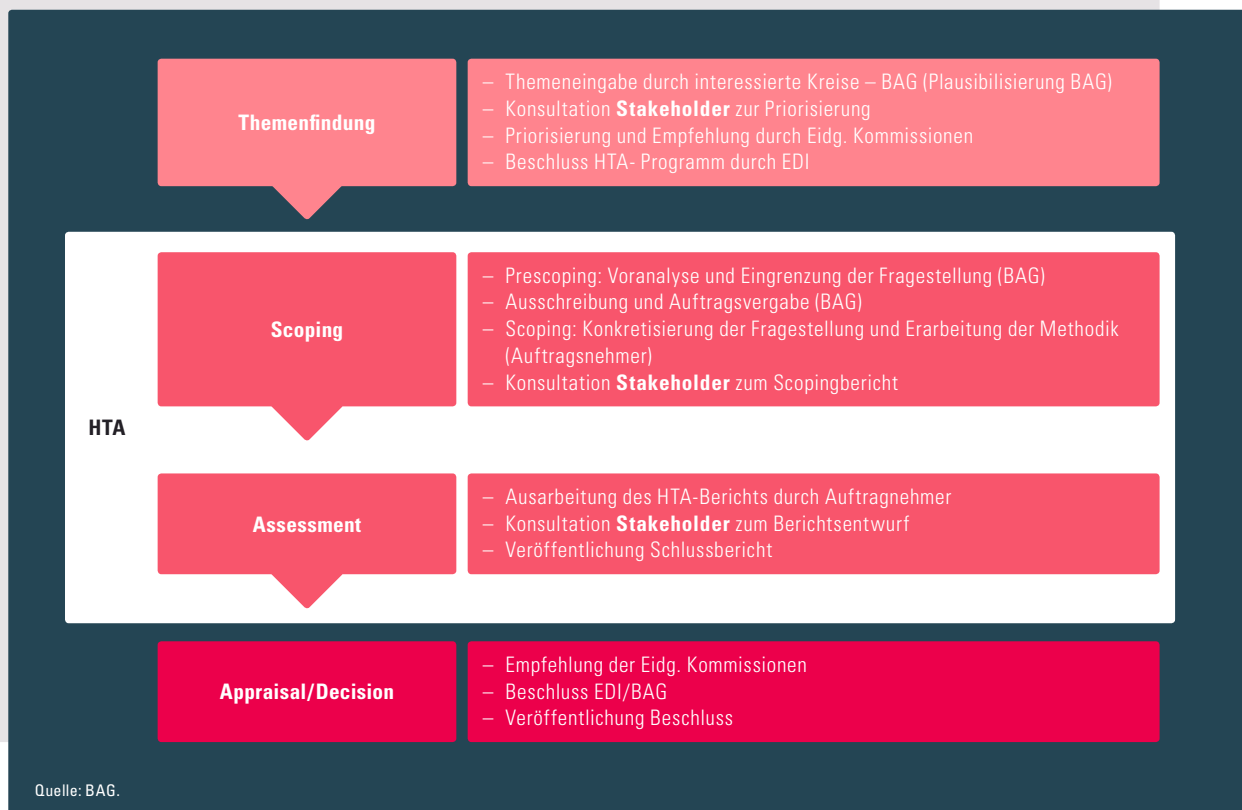 Themenfindung
– Themeneingabe durch interessierte Kreise – BAG (Plausibilisierung BAG)
– Konsultation Stakeholder zur Priorisierung
– Priorisierung und Empfehlung durch Eidg. Kommissionen
– Beschluss HTA- Programm durch EDI
HTA
Scoping
– Prescoping: Voranalyse und Eingrenzung der Fragestellung (BAG)
– Ausschreibung und Auftragsvergabe (BAG)
– Scoping: Konkretisierung der Fragestellung und Erarbeitung der Methodik
(Auftragsnehmer)
– Konsultation Stakeholder zum Scopingbericht
Assessment
– Ausarbeitung des HTA-Berichts durch Auftragnehmer
– Konsultation Stakeholder zum Berichtsentwurf
– Veröffentlichung Schlussbericht
Appraisal/Decision
– Empfehlung der Eidg. Kommissionen
– Beschluss EDI/BAG
– Veröffentlichung Beschluss
Quelle: BAG.